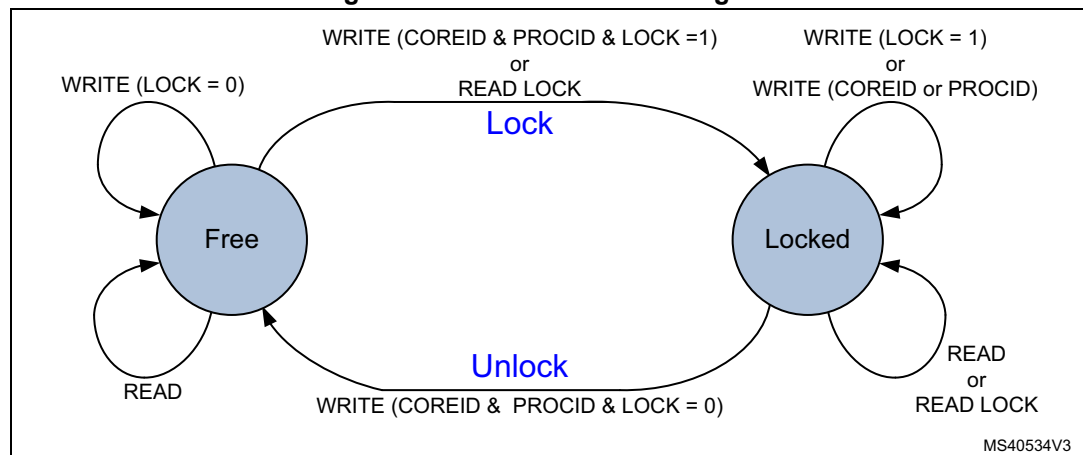 WRITE (COREID & PROCID & LOCK =1)
or
READ LOCK
Lock
WRITE (LOCK = 1)
or
WRITE (COREID or PROCID)
WRITE (LOCK = 0)
Free
Locked
READ
Unlock
WRITE (COREID &  PROCID & LOCK = 0)
READ
or
READ LOCK
MS40534V3